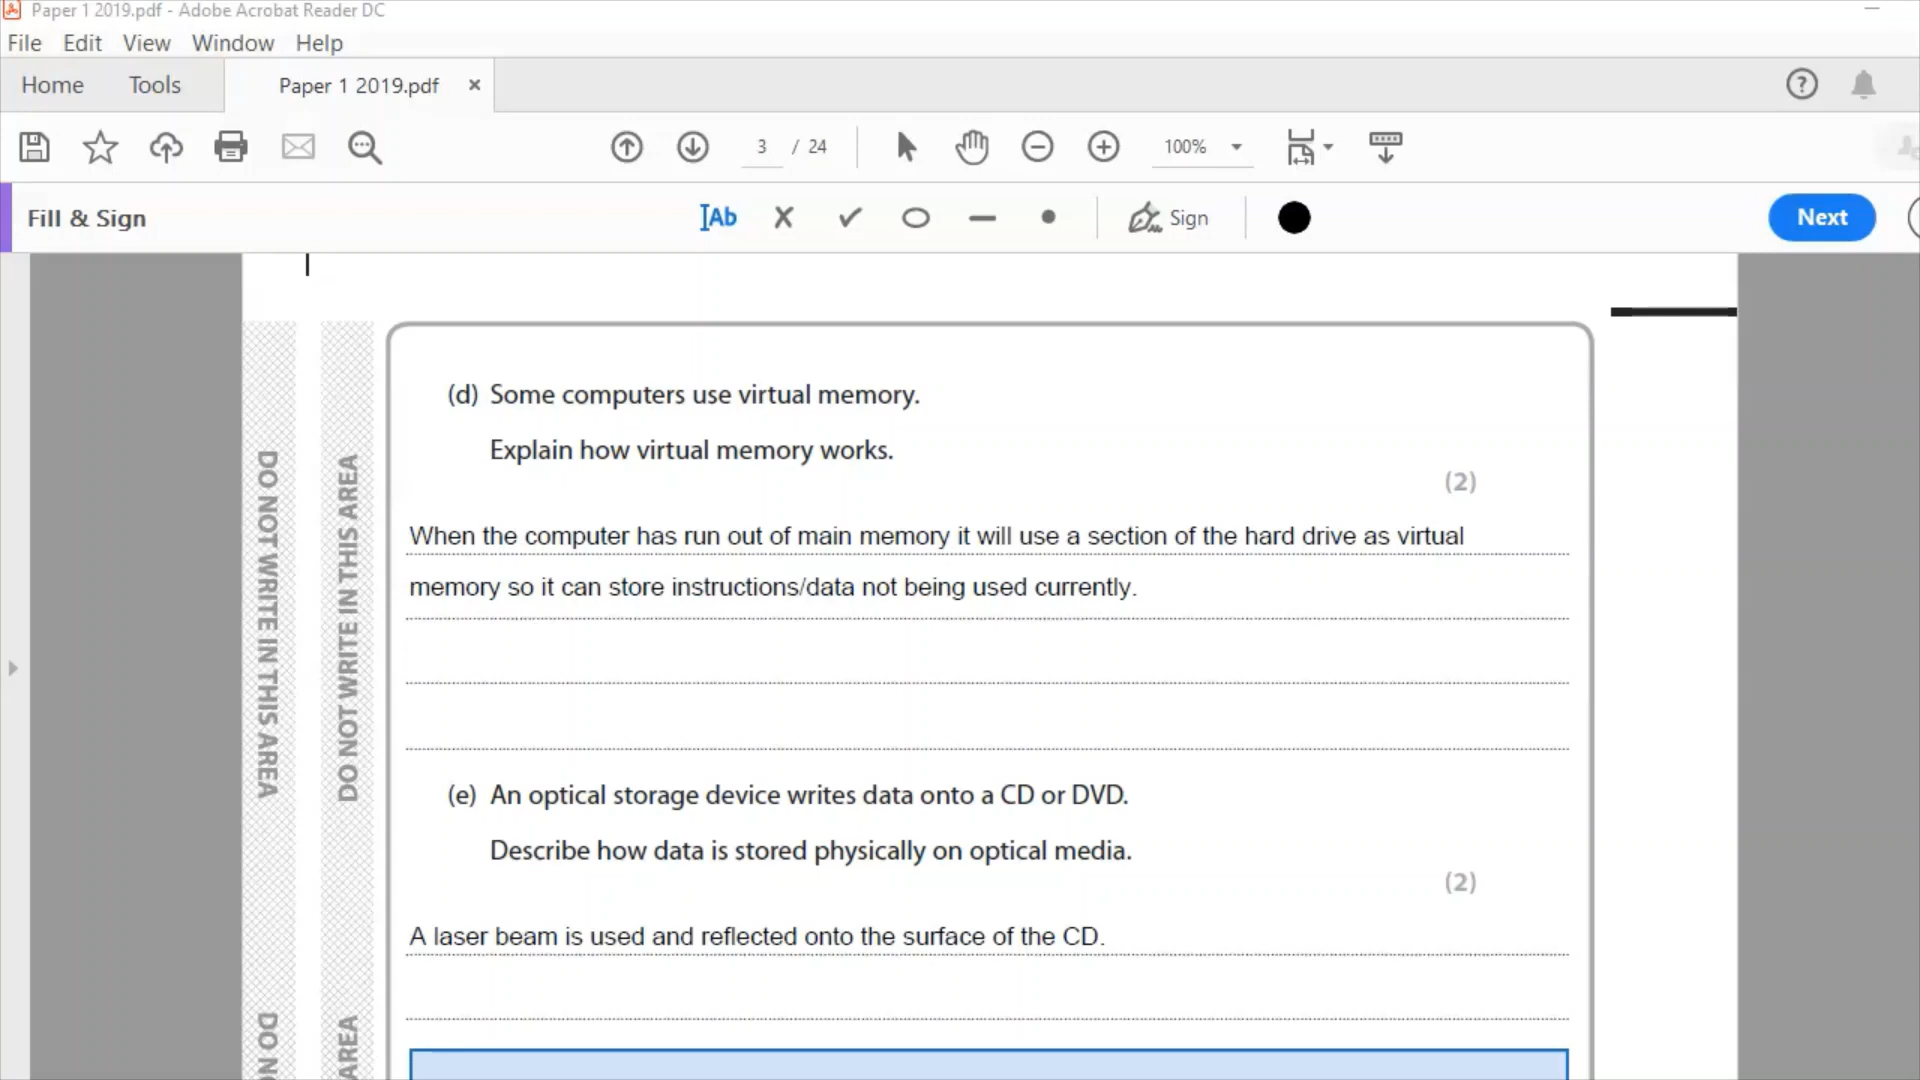 Paper 1 2019.pdf - Adobe Acrobat Reader DC
File Edit View Window Help
Home Tools Paper 1 2019.pdf ×
3 / 24 100%
Fill & Sign Ab Sign Next
(d) Some computers use virtual memory.
Explain how virtual memory works.
(2)
When the computer has run out of main memory it will use a section of the hard drive as virtual
memory so it can store instructions/data not being used currently.
(e) An optical storage device writes data onto a CD or DVD.
Describe how data is stored physically on optical media.
(2)
A laser beam is used and reflected onto the surface of the CD.
DO NOT WRITE IN THIS AREA
DO NOT WRITE IN THIS AREA
DO
AREA